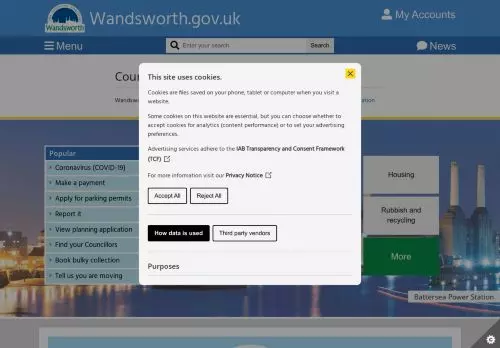 Wandsworth
Wandsworth.gov.uk
My Accounts
Menu
Enter your search
Search
News
Coun
Wandsw
ation
Popular
Coronavirus (COVID-19)
Make a payment
Apply for parking permits
Report it
View planning application
Find your Councillors
Book bulky collection
Tell us you are moving
This site uses cookies.
Cookies are files saved on your phone, tablet or computer when you visit a
website.
Some cookies on this website are essential, but you can choose whether to
accept cookies for analytics (content performance) or to set your advertising
preferences.
Advertising services adhere to the IAB Transparency and Consent Framework
(TCF)
For more information visit our Privacy Notice
Accept All
Reject All
How data is used
Third party vendors
Purposes
Housing
Rubbish and
recycling
More
Battersea Power Station